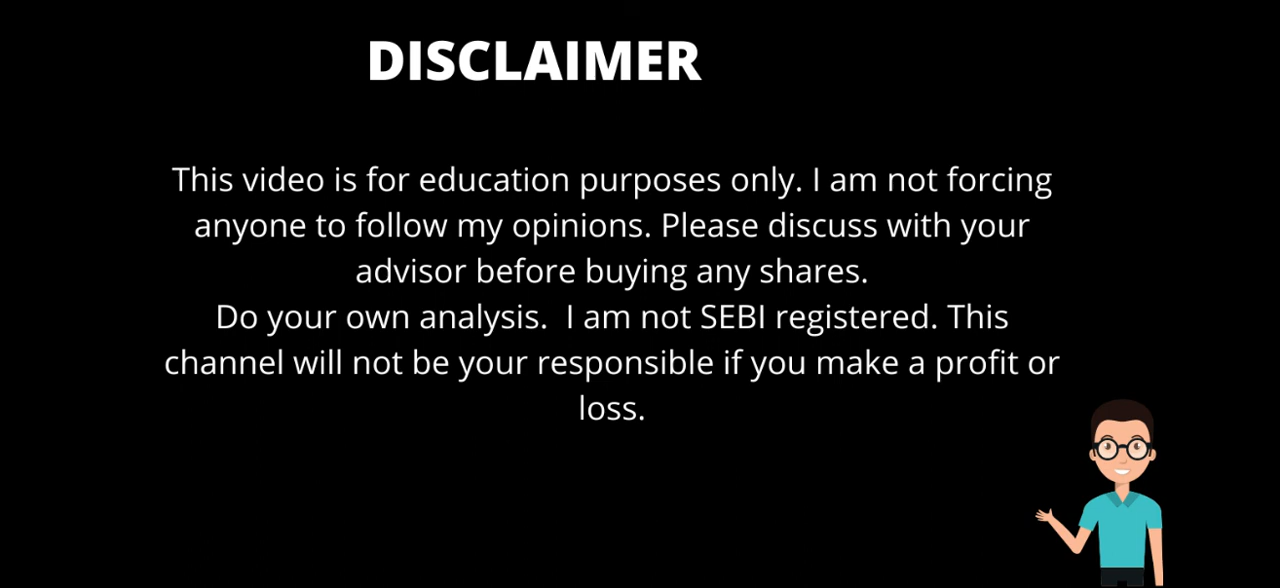 DISCLAIMER
This video is for education purposes only. I am not forcing
anyone to follow my opinions. Please discuss with your
advisor before buying any shares.
Do your own analysis.  I am not SEBI registered. This
channel will not be your responsible if you make a profit or
loss.